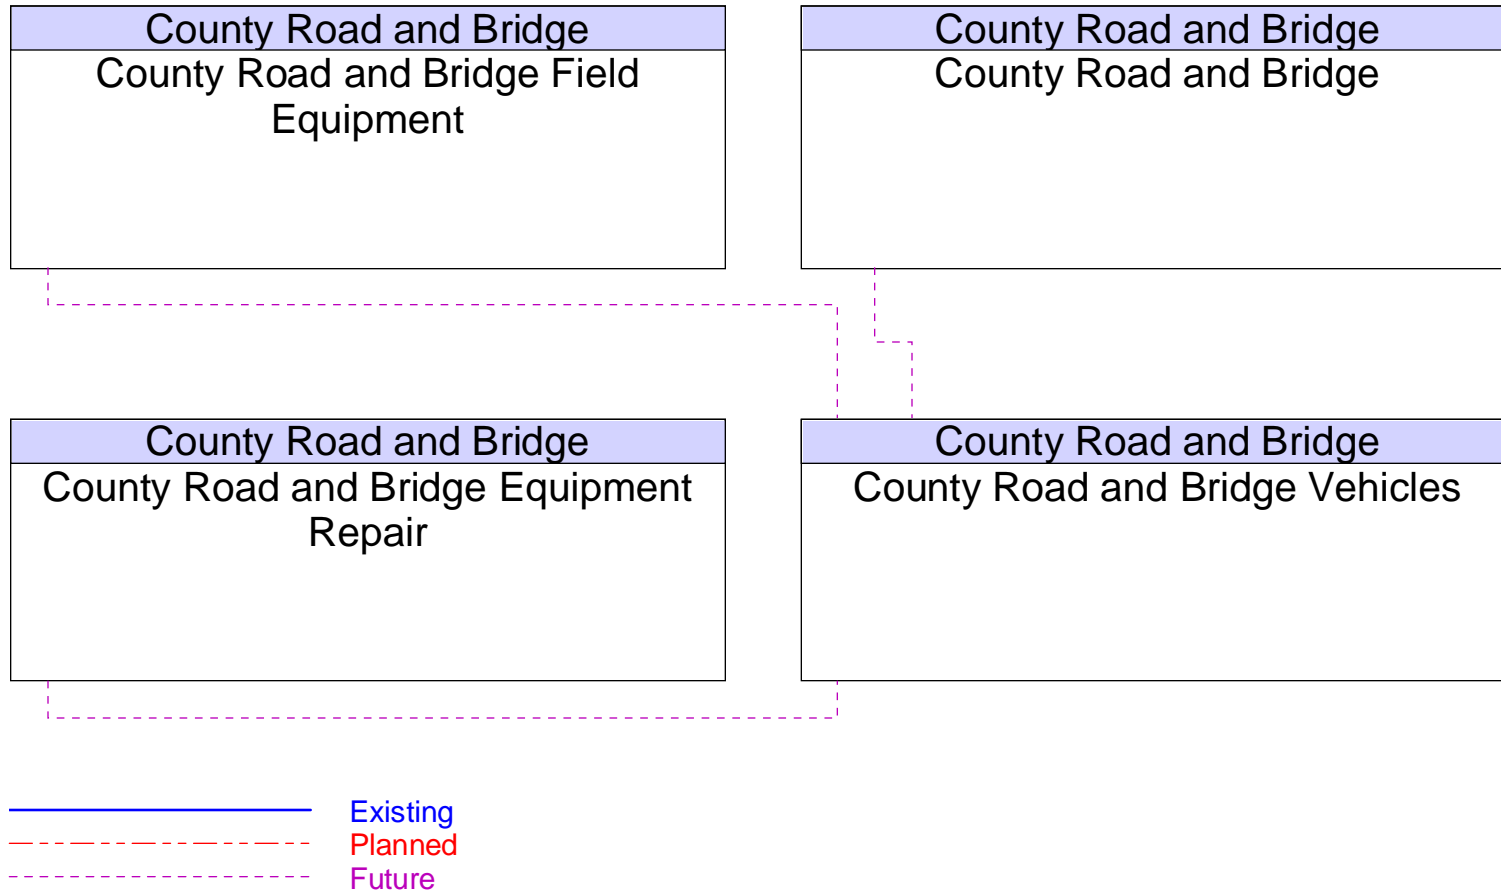 County Road and Bridge
County Road and Bridge Field
Equipment
County Road and Bridge
County Road and Bridge
County Road and Bridge
County Road and Bridge Equipment
Repair
County Road and Bridge
County Road and Bridge Vehicles
Existing
Planned
Future